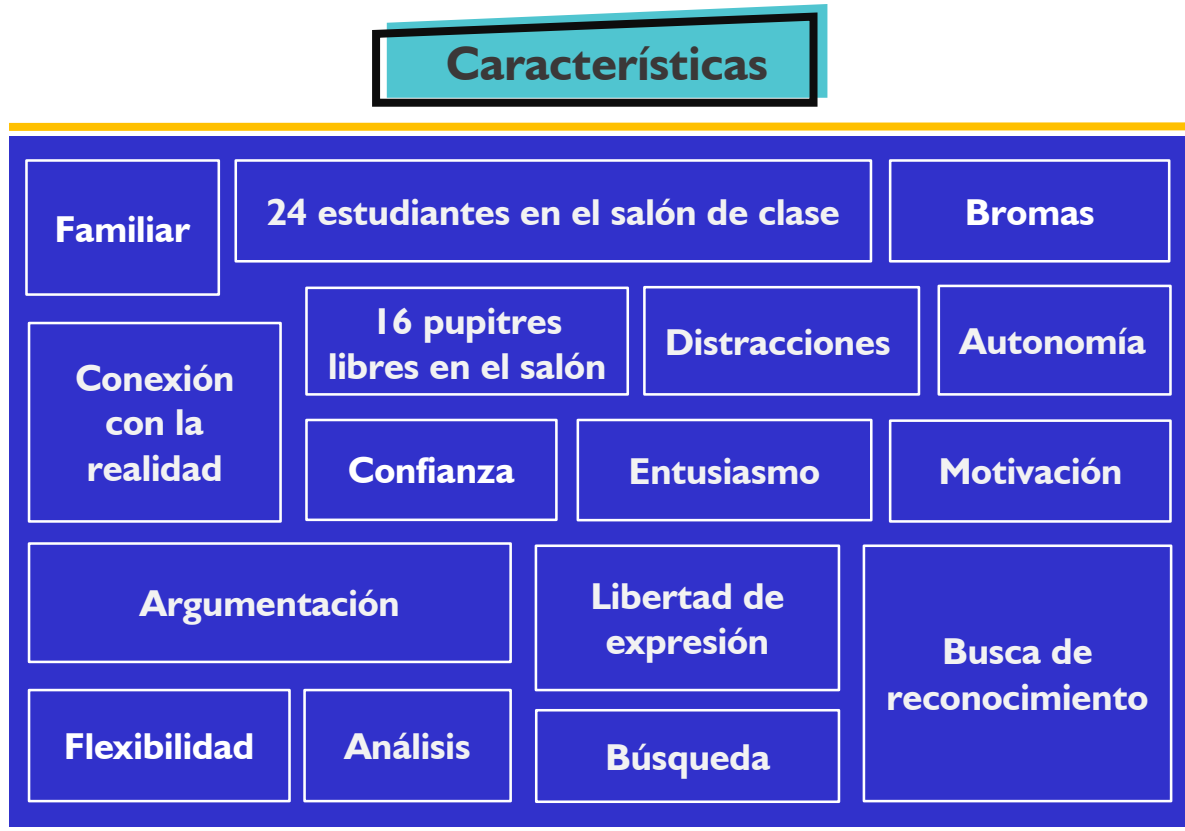 Características
Familiar
24 estudiantes en el salón de clase
Bromas
16 pupitres
libres en el salón
Distracciones
Autonomía
Conexión
con la
realidad
Confianza
Entusiasmo
Motivación
Argumentación
Libertad de
expresión
Busca de
reconocimiento
Flexibilidad
Análisis
Búsqueda